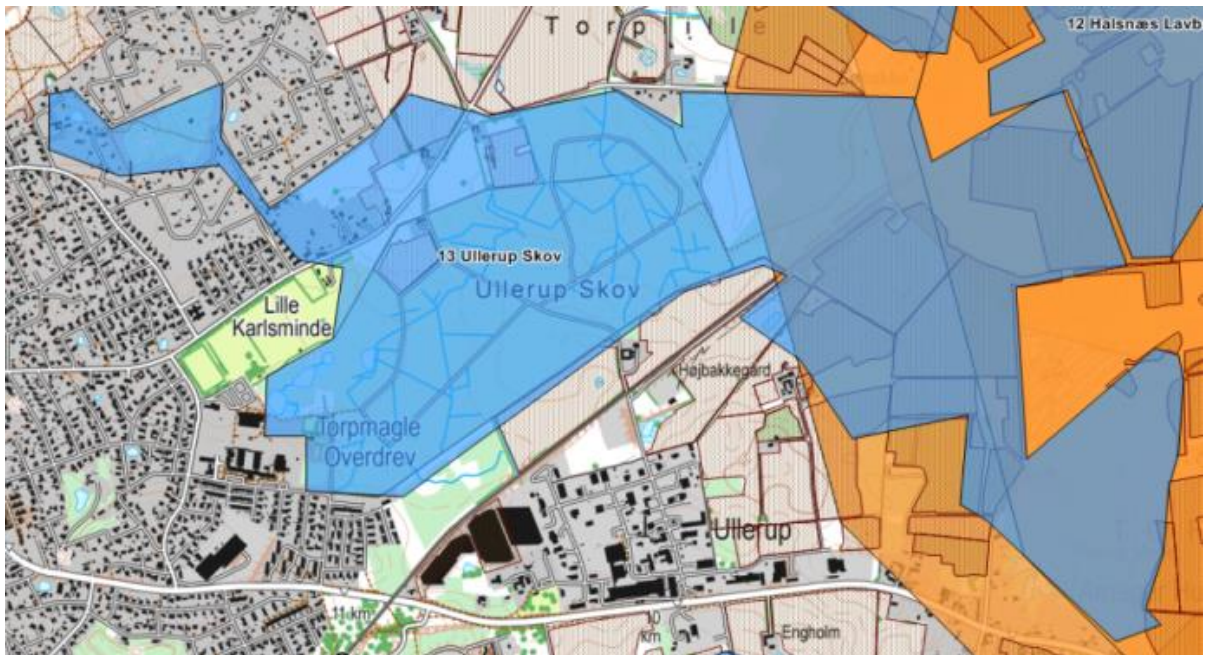 Torplille
12 Halsnæs Lavb
13 Ullerup Skov
Ullerup Skov
Lille
Karlsminde
Højbakkegård
Torpmagle
Overdrev
Ullerup
11 km
10
km
Engholm